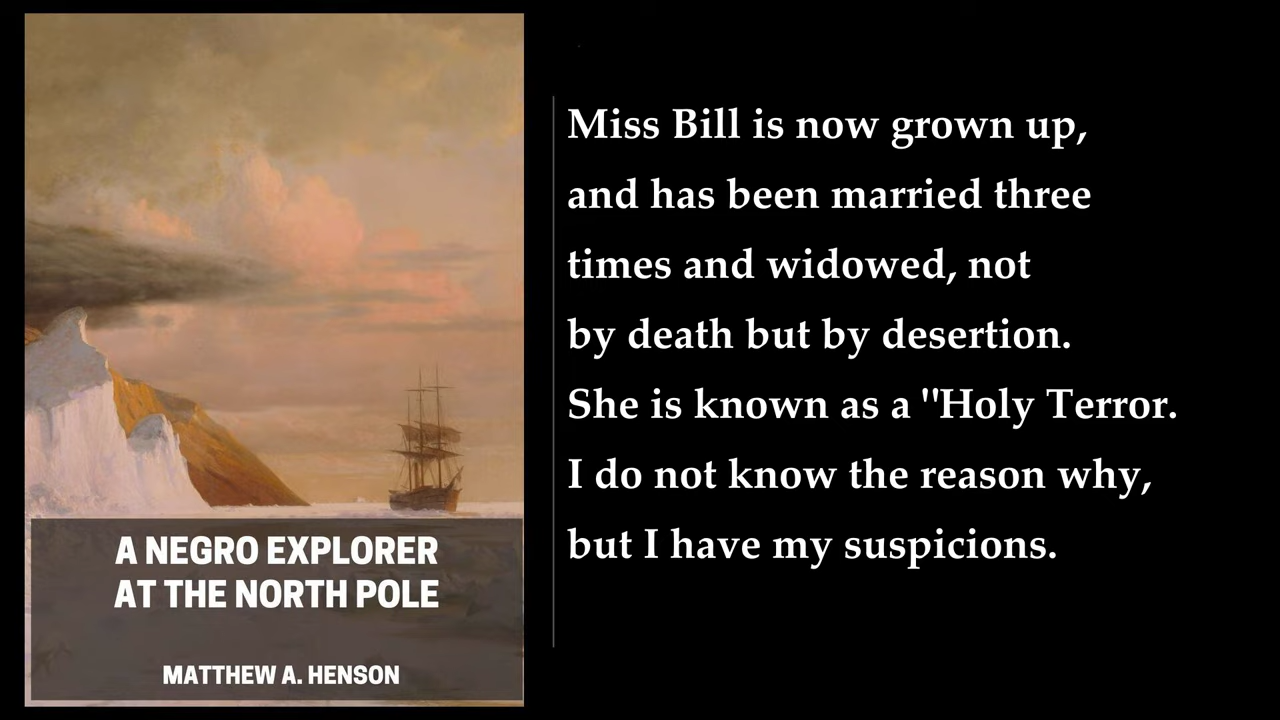 A NEGRO EXPLORER
AT THE NORTH POLE
MATTHEW A. HENSON
Miss Bill is now grown up,
and has been married three
times and widowed, not
by death but by desertion.
She is known as a "Holy Terror.
I do not know the reason why,
but I have my suspicions.